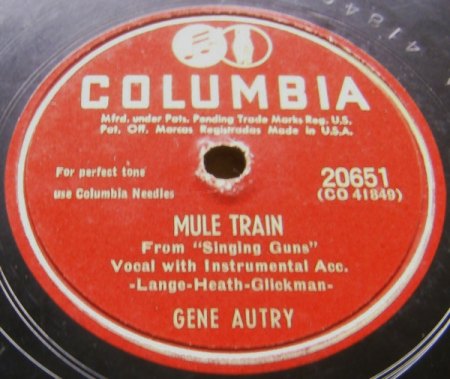 COLUMBIA
Mfrd. under Pats. Pending Trade Marks Reg. U.S.
Pat. Off. Marcas Registradas Made in U.S.A.
For perfect tone
use Columbia Needles
20651
(CO 41849)
MULE TRAIN
From "Singing Guns"
Vocal with Instrumental Acc.
-Lange-Heath-Glickman-
GENE AUTRY